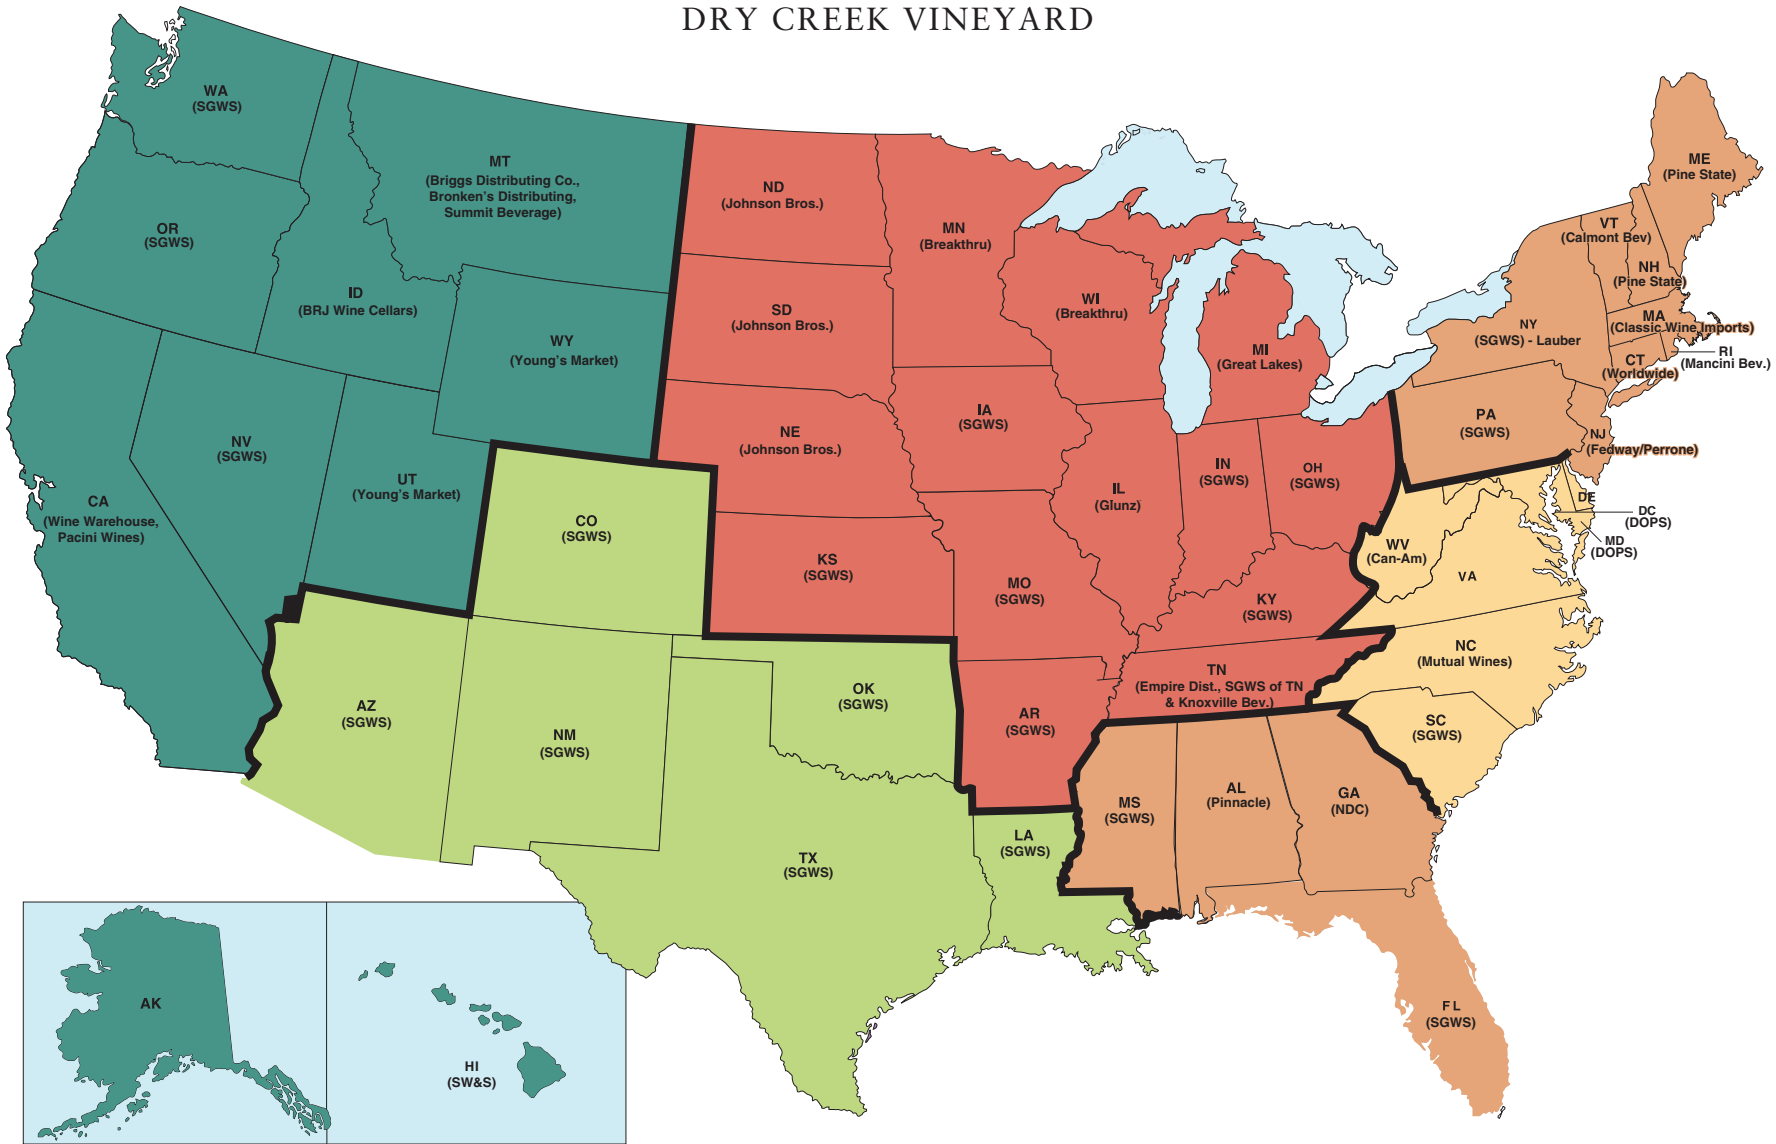 DRY CREEK VINEYARD
WA
(SGWS)
MT
(Briggs Distributing Co.,
Bronken's Distributing,
Summit Beverage)
OR
(SGWS)
ID
(BRJ Wine Cellars)
WY
(Young's Market)
NV
(SGWS)
UT
(Young's Market)
CA
(Wine Warehouse,
Pacini Wines)
CO
(SGWS)
AZ
(SGWS)
NM
(SGWS)
OK
(SGWS)
TX
(SGWS)
LA
(SGWS)
ND
(Johnson Bros.)
SD
(Johnson Bros.)
NE
(Johnson Bros.)
KS
(SGWS)
MN
(Breakthru)
WI
(Breakthru)
MI
(Great Lakes)
IA
(SGWS)
IL
(Glunz)
IN
(SGWS)
OH
(SGWS)
MO
(SGWS)
KY
(SGWS)
TN
(Empire Dist., SGWS of TN
& Knoxville Bev.)
AR
(SGWS)
MS
(SGWS)
AL
(Pinnacle)
GA
(NDC)
FL
(SGWS)
ME
(Pine State)
VT
(Calmont Bev)
NH
(Pine State)
MA
(Classic Wine Imports)
NY
(SGWS) - Lauber
CT
(Worldwide)
RI
(Mancini Bev.)
PA
(SGWS)
NJ
(Fedway/Perrone)
DE
DC
(DOPS)
MD
(DOPS)
WV
(Can-Am)
VA
NC
(Mutual Wines)
SC
(SGWS)
AK
HI
(SW&S)